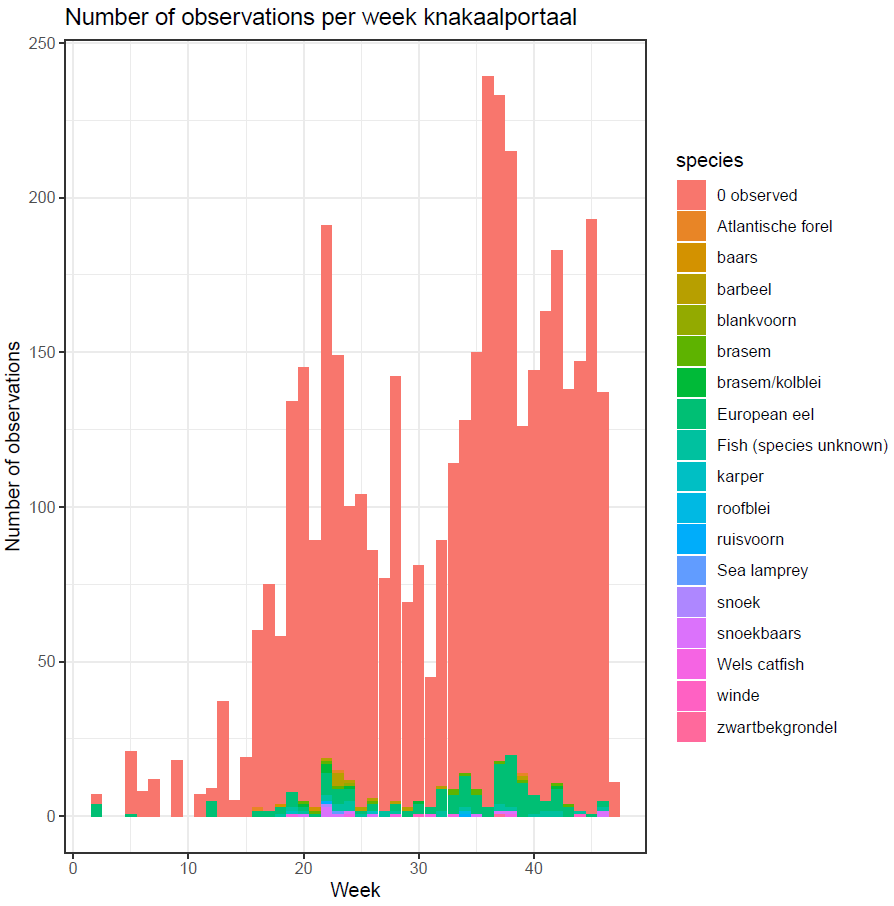 Number of observations per week knakaalportaal
250
200
150
100
50
0
Number of observations
0 10 20 30 40
Week
species
0 observed
Atlantische forel
baars
barbeel
blankvoorn
brasem
brasem/kolblei
European eel
Fish (species unknown)
karper
roofblei
ruisvoorn
Sea lamprey
snoek
snoekbaars
Wels catfish
winde
zwartbekgrondel